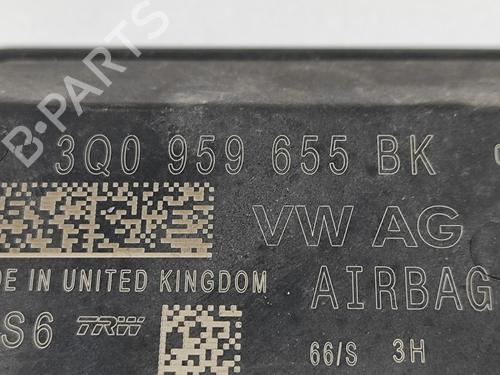 3Q0 959 655 BK
VW AG
DE IN UNITED KINGDOM
AIRBAG
S6 TRW
66/S 3H
B-PARTS